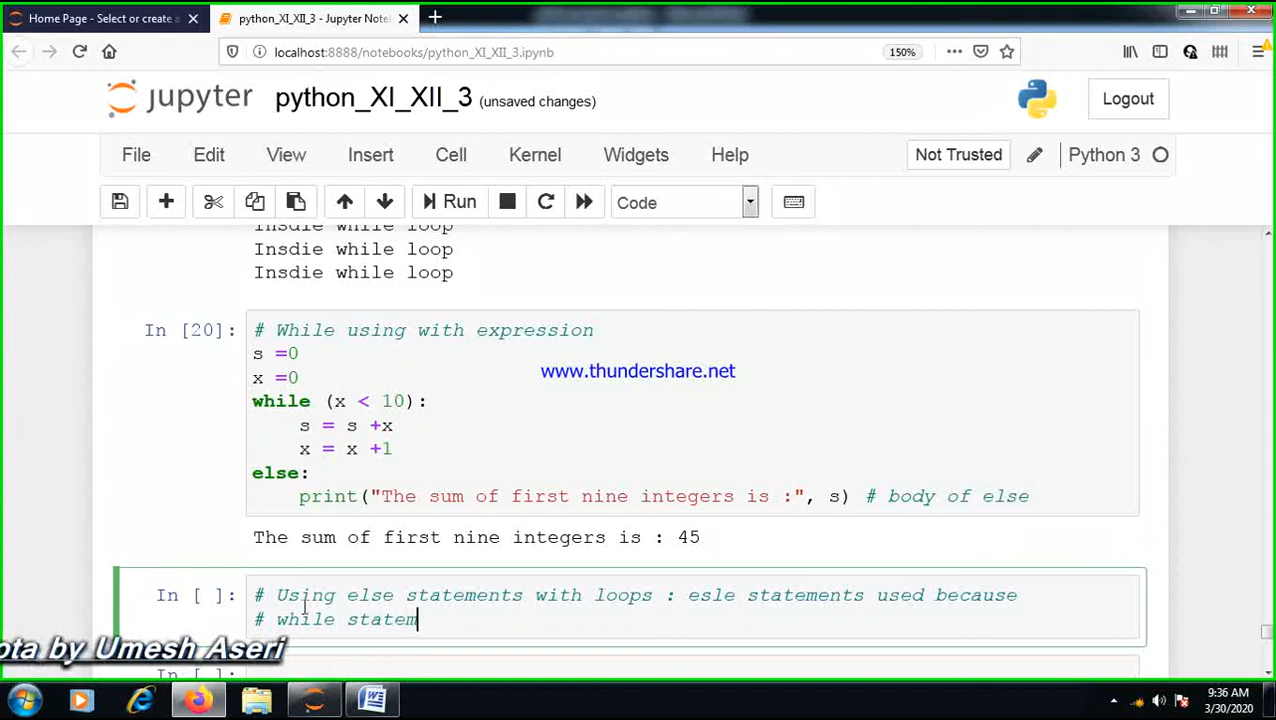 Home Page - Select or create a
python_XI_XII_3 - Jupyter Note
localhost:8888/notebooks/python_XI_XII_3.ipynb
150%
jupyter python_XI_XII_3 (unsaved changes)
Logout
File Edit View Insert Cell Kernel Widgets Help
Not Trusted
Python 3
Run
Code
Insdie while loop
Insdie while loop
Insdie while loop
In [20]:
# While using with expression
s =0
x =0
while (x < 10):
s = s +x
x = x +1
else:
print("The sum of first nine integers is :", s) # body of else
The sum of first nine integers is : 45
www.thundershare.net
In [ ]:
# Using else statements with loops : esle statements used because
# while statem
ota by Umesh Aseri
In [ ]:
9:36 AM
3/30/2020